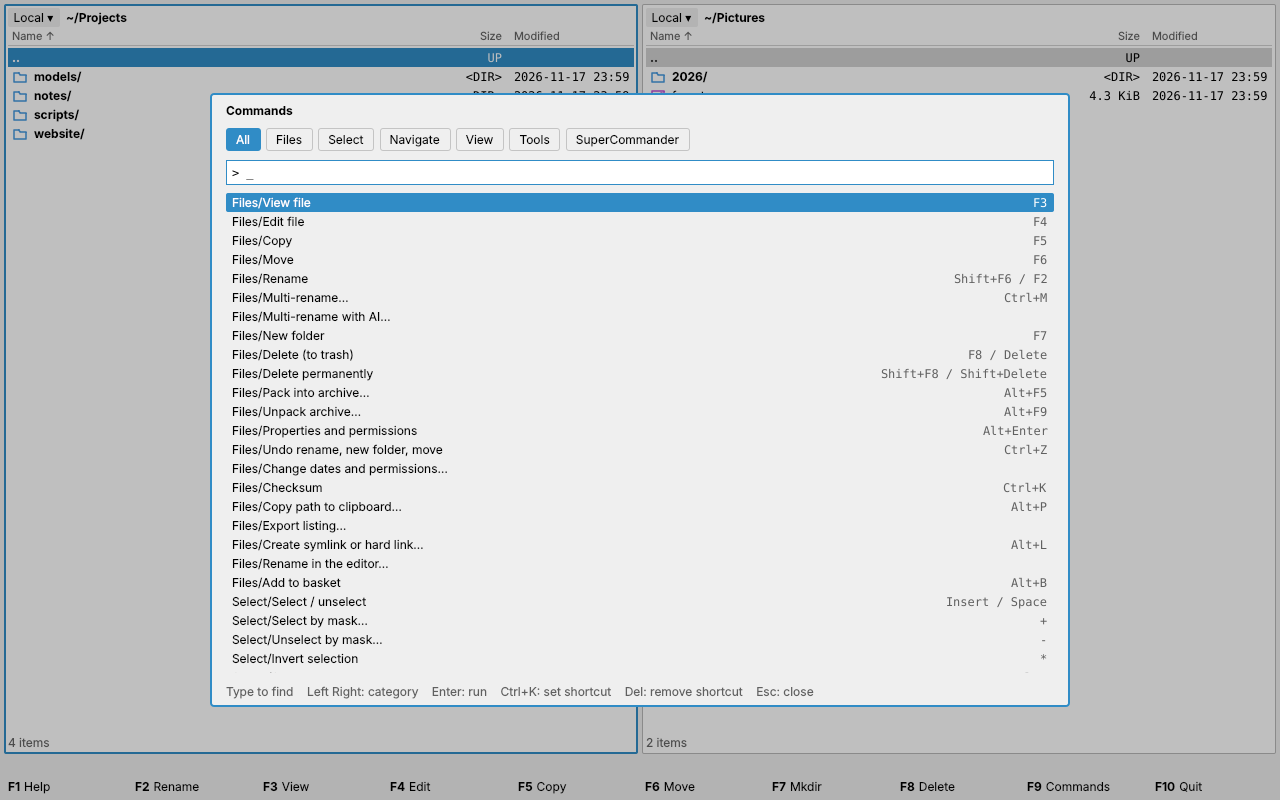 Local ▾ ~/Projects
Name ↑ Size Modified
.. UP
models/ <DIR> 2026-11-17 23:59
notes/
scripts/
website/
4 items
Local ▾ ~/Pictures
Name ↑ Size Modified
.. UP
2026/ <DIR> 2026-11-17 23:59
4.3 KiB 2026-11-17 23:59
2 items
Commands
All Files Select Navigate View Tools SuperCommander
> _
Files/View file F3
Files/Edit file F4
Files/Copy F5
Files/Move F6
Files/Rename Shift+F6 / F2
Files/Multi-rename... Ctrl+M
Files/Multi-rename with AI...
Files/New folder F7
Files/Delete (to trash) F8 / Delete
Files/Delete permanently Shift+F8 / Shift+Delete
Files/Pack into archive... Alt+F5
Files/Unpack archive... Alt+F9
Files/Properties and permissions Alt+Enter
Files/Undo rename, new folder, move Ctrl+Z
Files/Change dates and permissions...
Files/Checksum Ctrl+K
Files/Copy path to clipboard... Alt+P
Files/Export listing...
Files/Create symlink or hard link... Alt+L
Files/Rename in the editor...
Files/Add to basket Alt+B
Select/Select / unselect Insert / Space
Select/Select by mask... +
Select/Unselect by mask... -
Select/Invert selection *
Type to find Left Right: category Enter: run Ctrl+K: set shortcut Del: remove shortcut Esc: close
F1 Help F2 Rename F3 View F4 Edit F5 Copy F6 Move F7 Mkdir F8 Delete F9 Commands F10 Quit